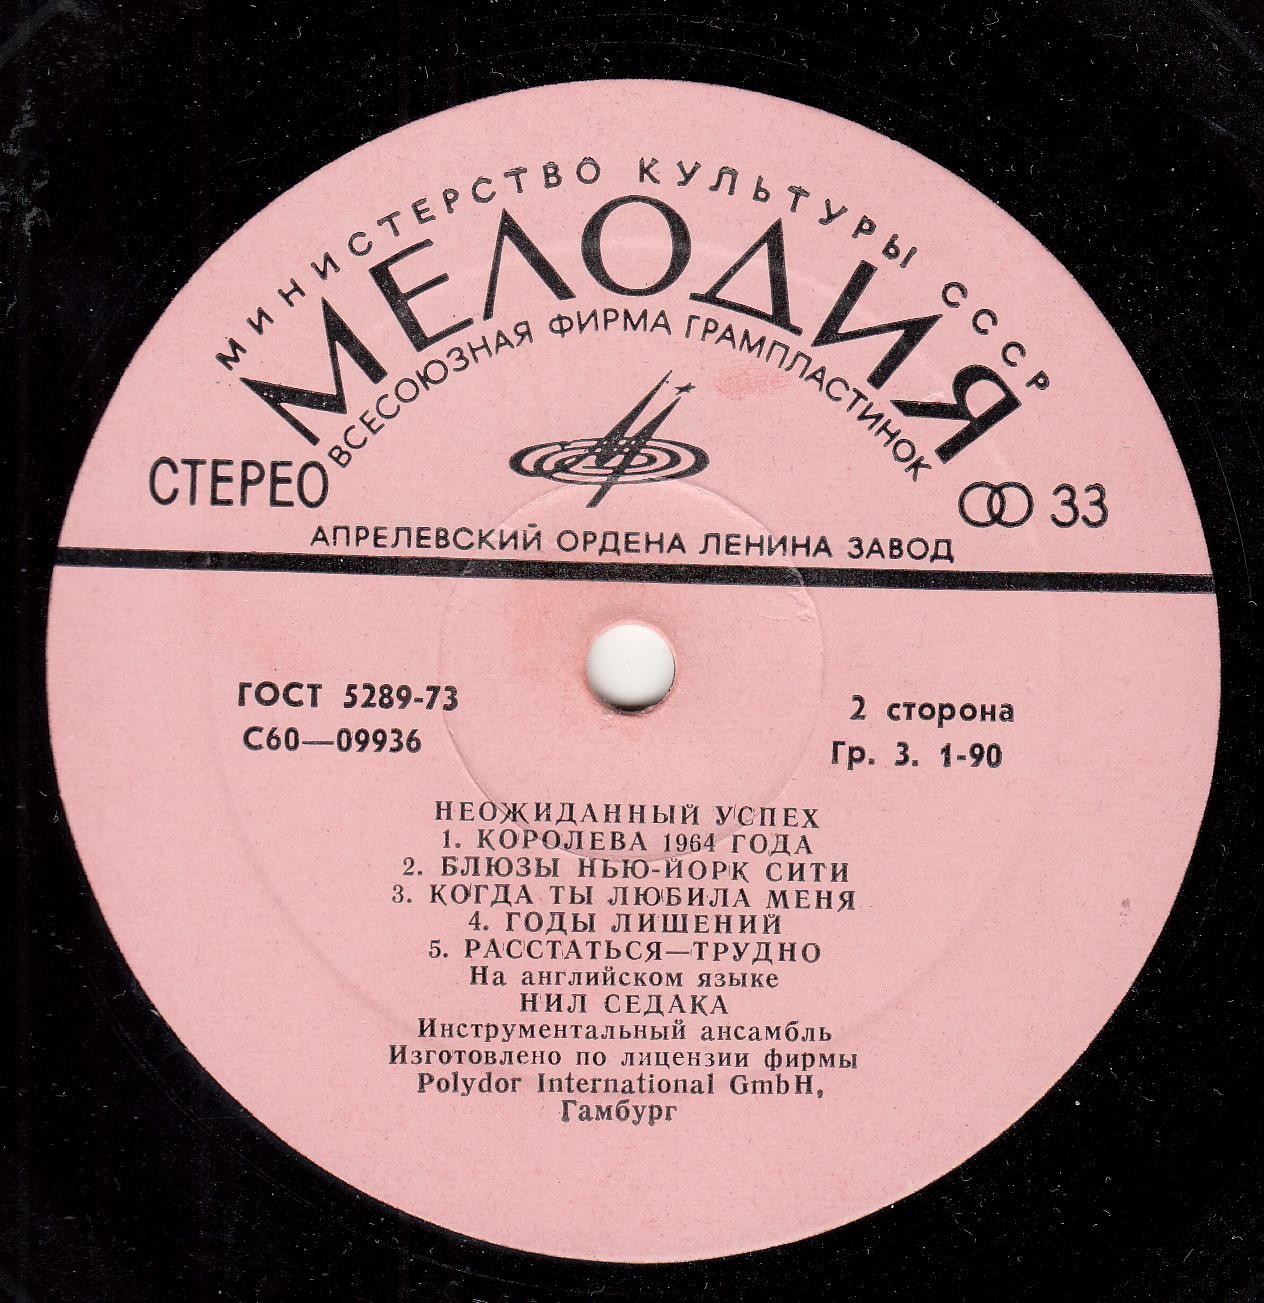 МИНИСТЕРСТВО КУЛЬТУРЫ СССР
МЕЛОДИЯ
ВСЕСОЮЗНАЯ ФИРМА ГРАМПЛАСТИНОК
СТЕРЕО
33
АПРЕЛЕВСКИЙ ОРДЕНА ЛЕНИНА ЗАВОД
ГОСТ 5289-73
С60—09936
2 сторона
Гр. 3. 1-90
НЕОЖИДАННЫЙ УСПЕХ
1. КОРОЛЕВА 1964 ГОДА
2. БЛЮЗЫ НЬЮ-ЙОРК СИТИ
3. КОГДА ТЫ ЛЮБИЛА МЕНЯ
4. ГОДЫ ЛИШЕНИЙ
5. РАССТАТЬСЯ—ТРУДНО
На английском языке
НИЛ СЕДАКА
Инструментальный ансамбль
Изготовлено по лицензии фирмы
Polydor International GmbH,
Гамбург